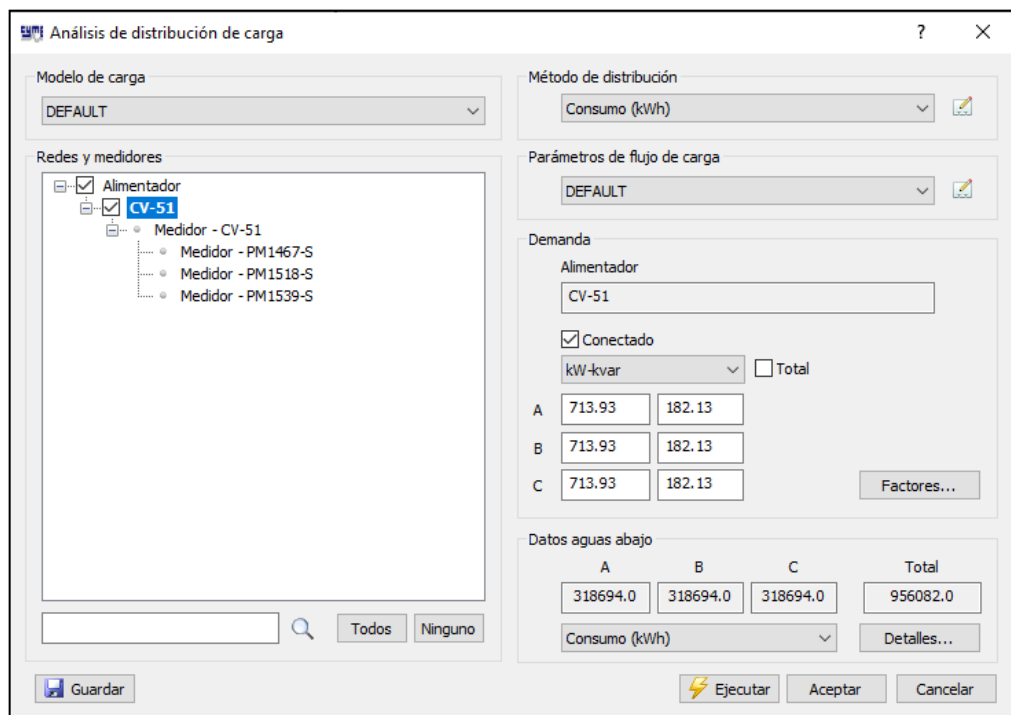 CYME Análisis de distribución de carga ?
Modelo de carga
DEFAULT
Redes y medidores
Alimentador
CV-51
Medidor - CV-51
Medidor - PM1467-S
Medidor - PM1518-S
Medidor - PM1539-S
Todos Ninguno
Método de distribución
Consumo (kWh)
Parámetros de flujo de carga
DEFAULT
Demanda
Alimentador
CV-51
Conectado
kW-kvar Total
A 713.93 182.13
B 713.93 182.13
C 713.93 182.13
Factores...
Datos aguas abajo
A B C Total
318694.0 318694.0 318694.0 956082.0
Consumo (kWh) Detalles...
Guardar Ejecutar Aceptar Cancelar